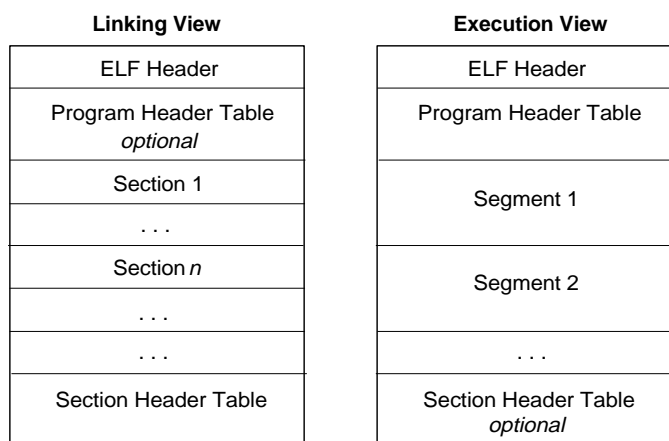 Linking View
ELF Header
Program Header Table
optional
Section 1
. . .
Section n
. . .
. . .
Section Header Table
Execution View
ELF Header
Program Header Table
Segment 1
Segment 2
. . .
Section Header Table
optional